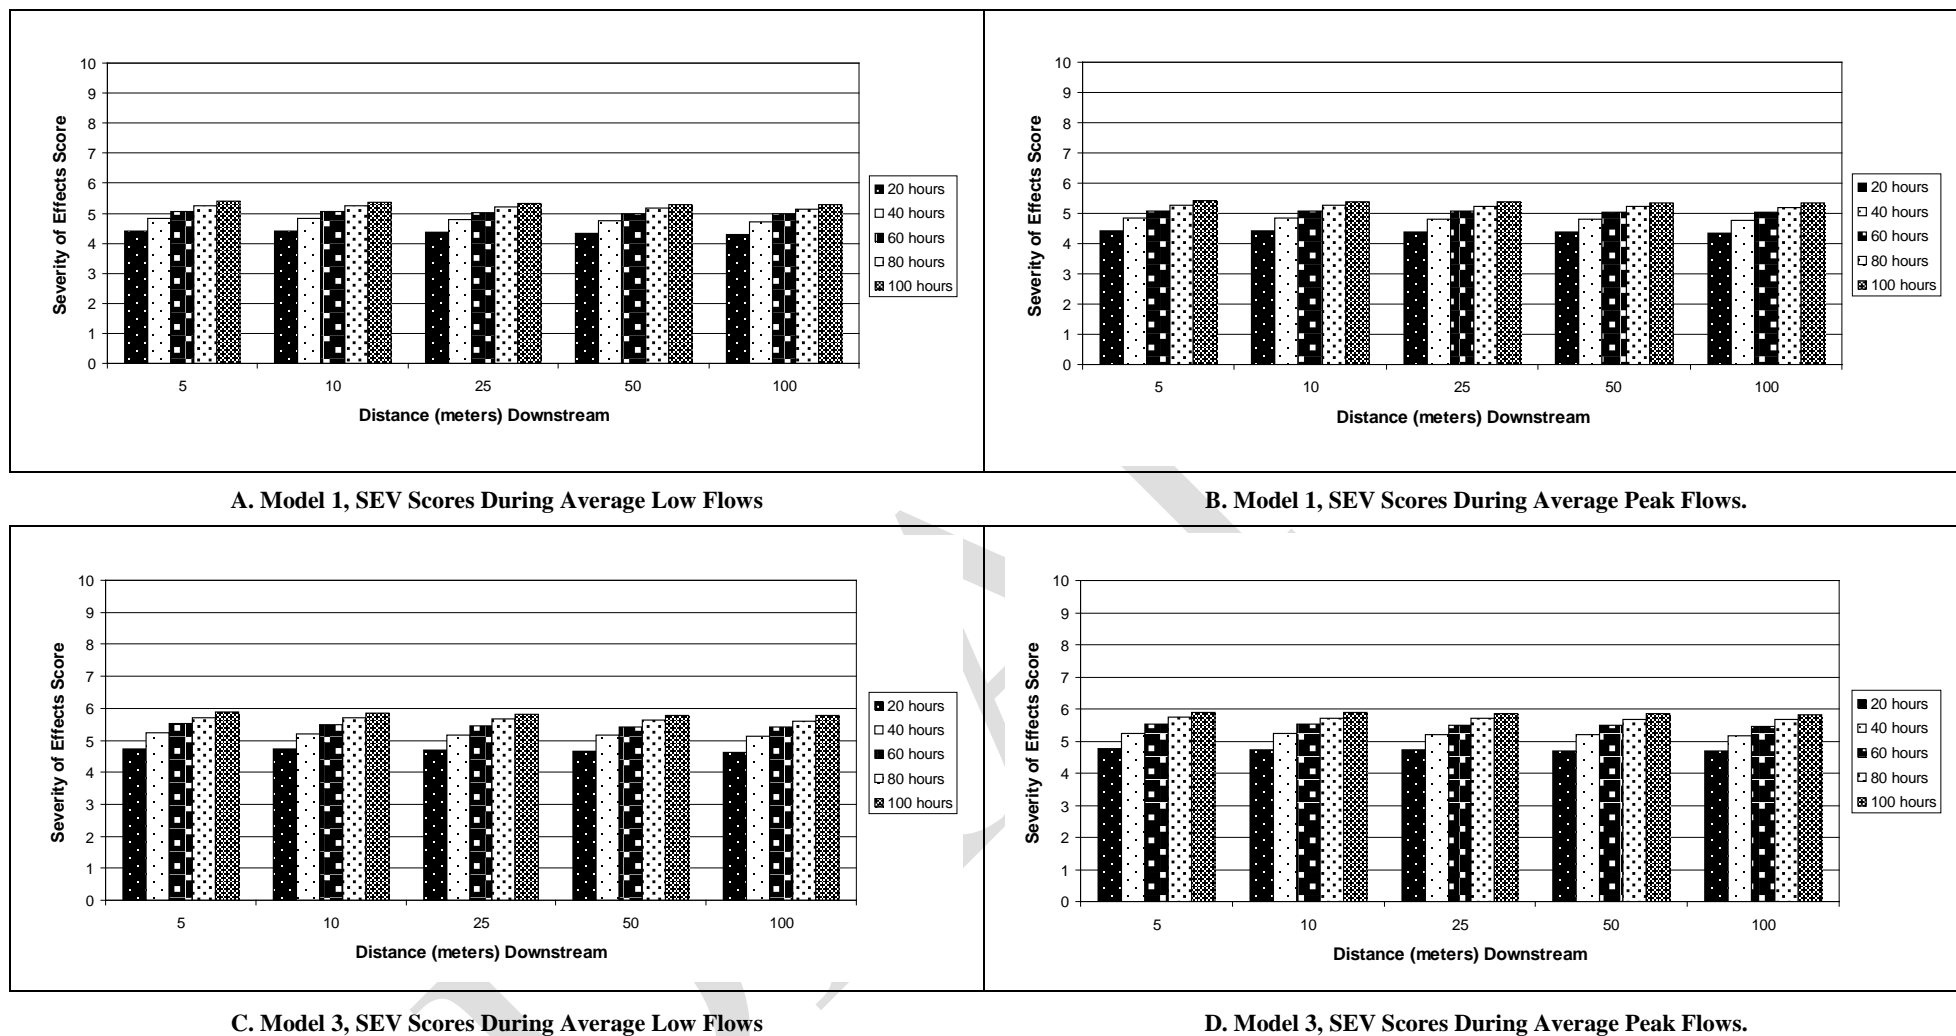 10
9
8
7
6
5
4
3
2
1
0
Severity of Effects Score
5 10 25 50 100
Distance (meters) Downstream
20 hours
40 hours
60 hours
80 hours
100 hours
A. Model 1, SEV Scores During Average Low Flows
10
9
8
7
6
5
4
3
2
1
0
Severity of Effects Score
5 10 25 50 100
Distance (meters) Downstream
20 hours
40 hours
60 hours
80 hours
100 hours
B. Model 1, SEV Scores During Average Peak Flows.
10
9
8
7
6
5
4
3
2
1
0
Severity of Effects Score
5 10 25 50 100
Distance (meters) Downstream
20 hours
40 hours
60 hours
80 hours
100 hours
C. Model 3, SEV Scores During Average Low Flows
10
9
8
7
6
5
4
3
2
1
0
Severity of Effects Score
5 10 25 50 100
Distance (meters) Downstream
20 hours
40 hours
60 hours
80 hours
100 hours
D. Model 3, SEV Scores During Average Peak Flows.